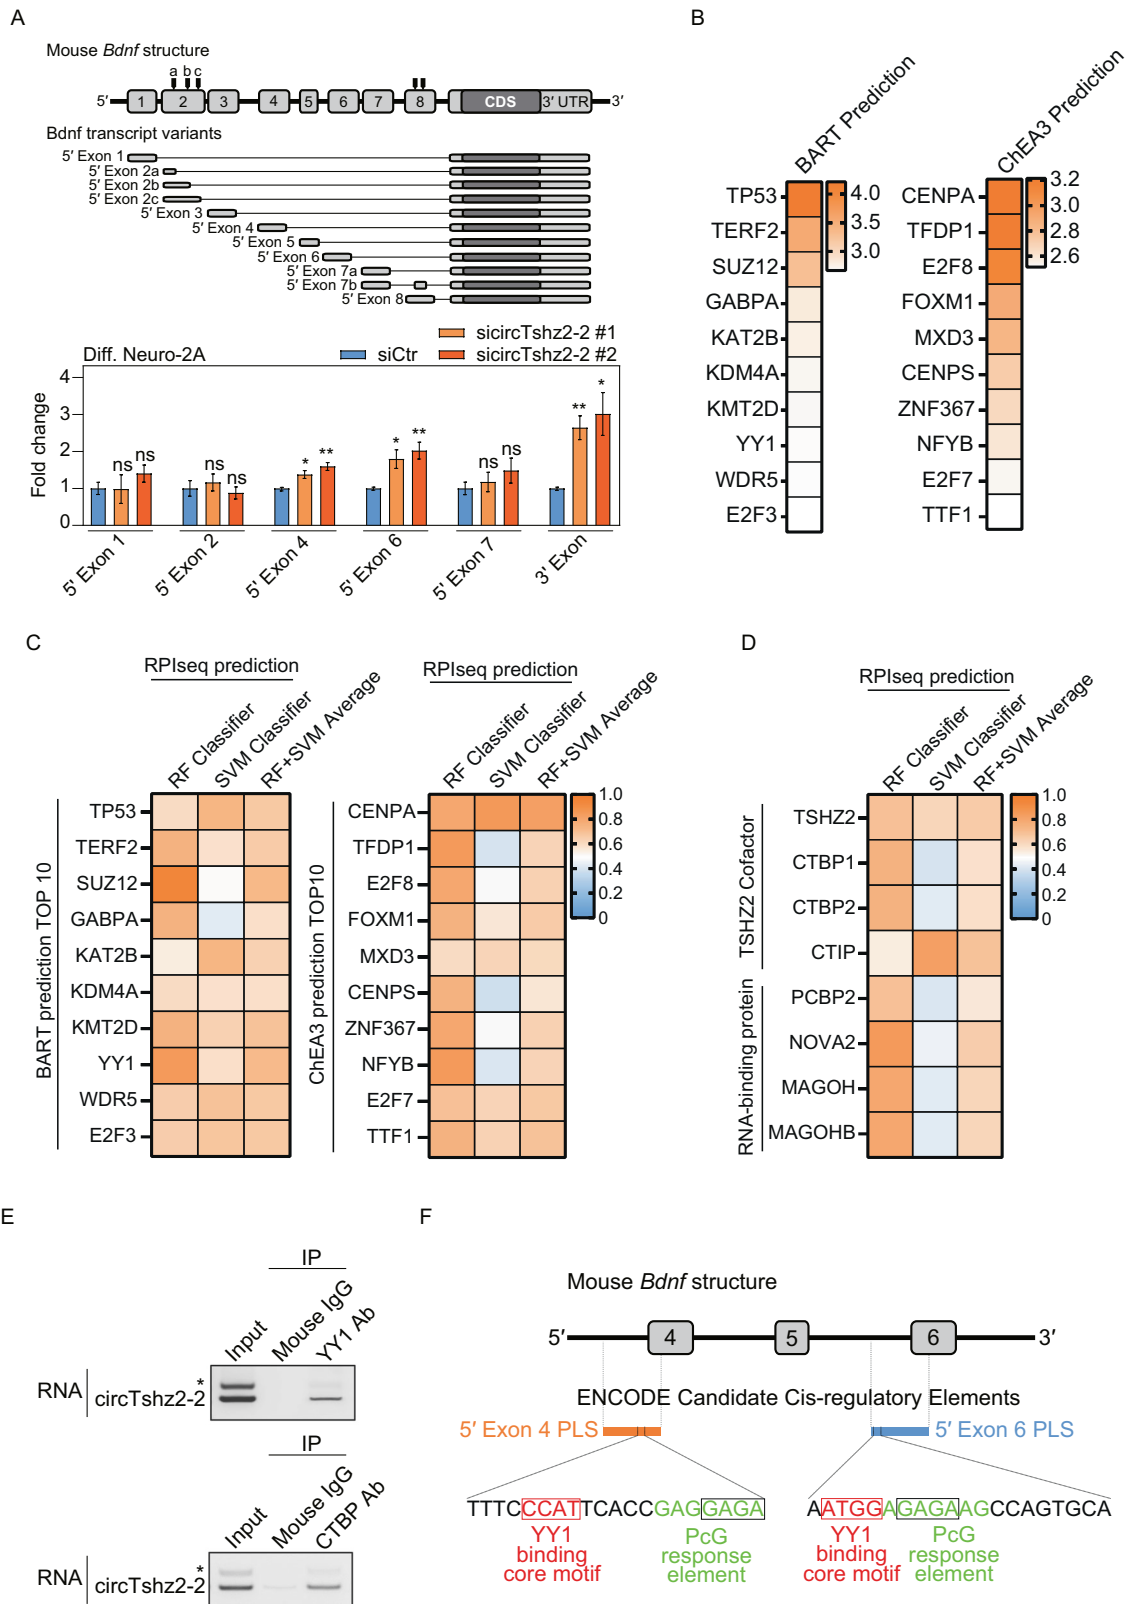 A
Mouse Bdnf structure
a b c
5′ 1 2 3 4 5 6 7 8 CDS 3′ UTR 3′
Bdnf transcript variants
5′ Exon 1
5′ Exon 2a
5′ Exon 2b
5′ Exon 2c
5′ Exon 3
5′ Exon 4
5′ Exon 5
5′ Exon 6
5′ Exon 7a
5′ Exon 7b
5′ Exon 8
sicircTshz2-2 #1
Diff. Neuro-2A siCtr sicircTshz2-2 #2
Fold change
4
3
2
1
0
ns ns ns ns * ** * ** ns ns ** *
5′ Exon 1
5′ Exon 2
5′ Exon 4
5′ Exon 6
5′ Exon 7
3′ Exon
B
BART Prediction
TP53
TERF2
SUZ12
GABPA
KAT2B
KDM4A
KMT2D
YY1
WDR5
E2F3
4.0
3.5
3.0
ChEA3 Prediction
CENPA
TFDP1
E2F8
FOXM1
MXD3
CENPS
ZNF367
NFYB
E2F7
TTF1
3.2
3.0
2.8
2.6
C
RPIseq prediction
RF Classifier
SVM Classifier
RF+SVM Average
BART prediction TOP 10
TP53
TERF2
SUZ12
GABPA
KAT2B
KDM4A
KMT2D
YY1
WDR5
E2F3
RPIseq prediction
RF Classifier
SVM Classifier
RF+SVM Average
ChEA3 prediction TOP10
CENPA
TFDP1
E2F8
FOXM1
MXD3
CENPS
ZNF367
NFYB
E2F7
TTF1
1.0
0.8
0.6
0.4
0.2
0
D
RPIseq prediction
RF Classifier
SVM Classifier
RF+SVM Average
TSHZ2 Cofactor
TSHZ2
CTBP1
CTBP2
CTIP
RNA-binding protein
PCBP2
NOVA2
MAGOH
MAGOHB
1.0
0.8
0.6
0.4
0.2
0
E
IP
Input
Mouse IgG
YY1 Ab
*
RNA circTshz2-2
IP
Input
Mouse IgG
CTBP Ab
*
RNA circTshz2-2
F
Mouse Bdnf structure
5′ 4 5 6 3′
ENCODE Candidate Cis-regulatory Elements
5′ Exon 4 PLS
5′ Exon 6 PLS
TTTCCCATTCACCGAGGAGA
YY1
binding
core motif
PcG
response
element
AATGGAGAGAAGCCAGTGCA
YY1
binding
core motif
PcG
response
element